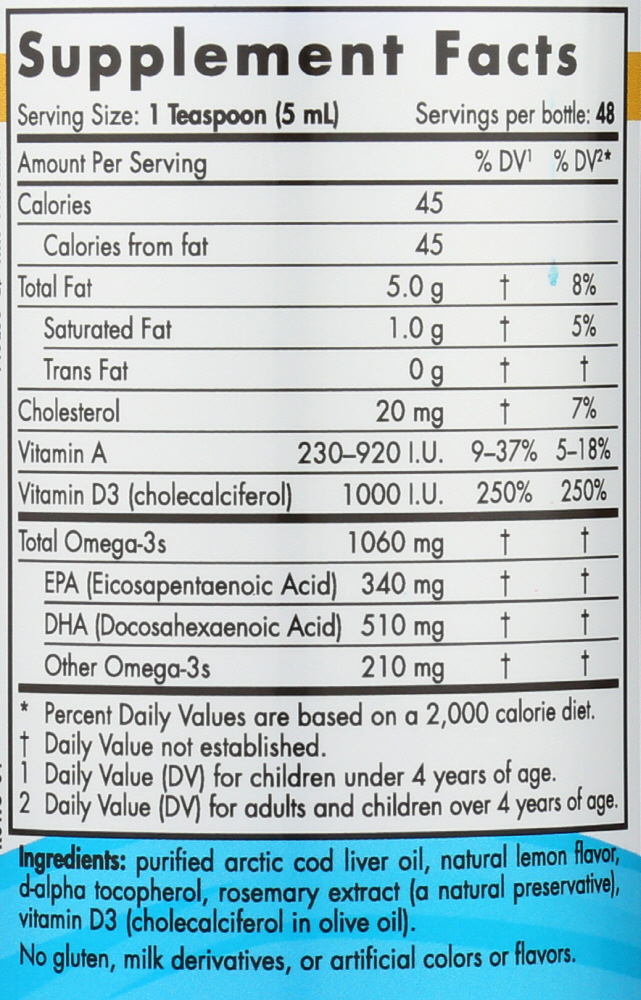 Supplement Facts
Serving Size: 1 Teaspoon (5 mL) Servings per bottle: 48
Amount Per Serving % DV¹ % DV²*
Calories 45
Calories from fat 45
Total Fat 5.0 g † 8%
Saturated Fat 1.0 g † 5%
Trans Fat 0 g † †
Cholesterol 20 mg † 7%
Vitamin A 230–920 I.U. 9–37% 5–18%
Vitamin D3 (cholecalciferol) 1000 I.U. 250% 250%
Total Omega-3s 1060 mg † †
EPA (Eicosapentaenoic Acid) 340 mg † †
DHA (Docosahexaenoic Acid) 510 mg † †
Other Omega-3s 210 mg † †
* Percent Daily Values are based on a 2,000 calorie diet.
† Daily Value not established.
1 Daily Value (DV) for children under 4 years of age.
2 Daily Value (DV) for adults and children over 4 years of age.
Ingredients: purified arctic cod liver oil, natural lemon flavor,
d-alpha tocopherol, rosemary extract (a natural preservative),
vitamin D3 (cholecalciferol in olive oil).
No gluten, milk derivatives, or artificial colors or flavors.